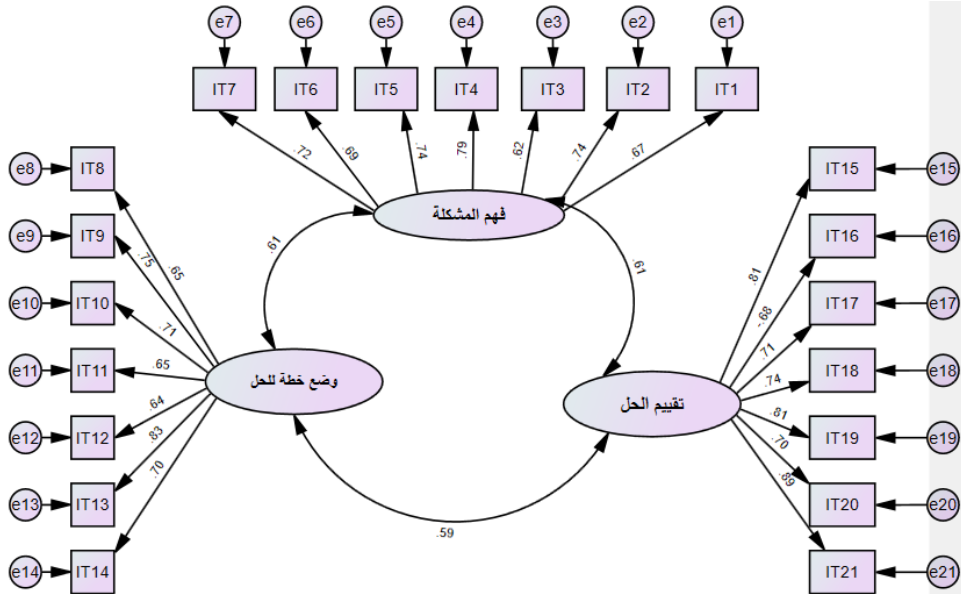 e7 e6 e5 e4 e3 e2 e1
IT7 IT6 IT5 IT4 IT3 IT2 IT1
.72 .69 .74 .79 .62 .74 .67
فهم المشكلة
e8 IT8
e9 IT9
e10 IT10
e11 IT11
e12 IT12
e13 IT13
e14 IT14
.65
.75
.71
.65
.64
.83
.70
وضع خطة للحل
.61
.61
.59
تقييم الحل
.81
-.68
.71
.74
.81
.70
.89
IT15 e15
IT16 e16
IT17 e17
IT18 e18
IT19 e19
IT20 e20
IT21 e21